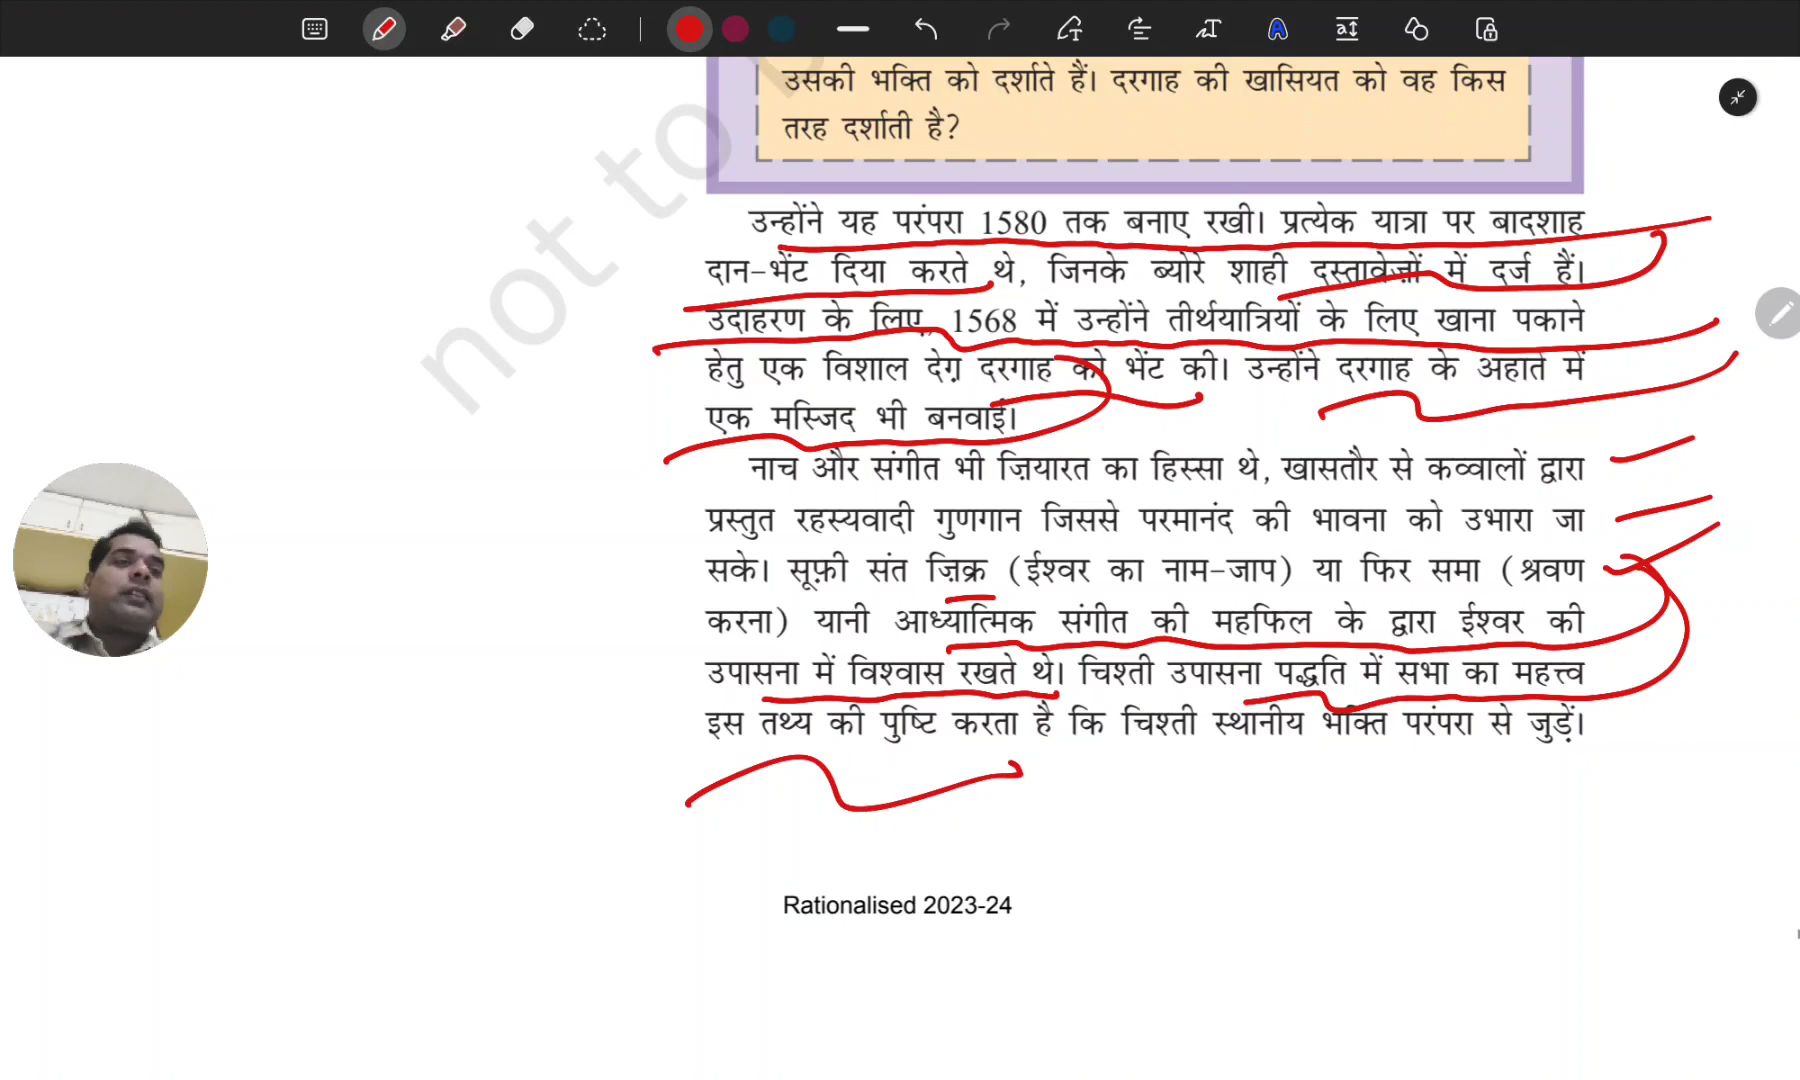 उसकी भक्ति को दर्शाते हैं। दरगाह की खासियत को वह किस
तरह दर्शाती है?
not to b
उन्होंने यह परंपरा 1580 तक बनाए रखी। प्रत्येक यात्रा पर बादशाह
दान-भेंट दिया करते थे, जिनके ब्योरे शाही दस्तावेज़ों में दर्ज हैं।
उदाहरण के लिए, 1568 में उन्होंने तीर्थयात्रियों के लिए खाना पकाने
हेतु एक विशाल देग़ दरगाह को भेंट की। उन्होंने दरगाह के अहाते में
एक मस्जिद भी बनवाई।
नाच और संगीत भी ज़ियारत का हिस्सा थे, खासतौर से कव्वालों द्वारा
प्रस्तुत रहस्यवादी गुणगान जिससे परमानंद की भावना को उभारा जा
सके। सूफ़ी संत ज़िक्र (ईश्वर का नाम-जाप) या फिर समा (श्रवण
करना) यानी आध्यात्मिक संगीत की महफिल के द्वारा ईश्वर की
उपासना में विश्वास रखते थे। चिश्ती उपासना पद्धति में सभा का महत्त्व
इस तथ्य की पुष्टि करता है कि चिश्ती स्थानीय भक्ति परंपरा से जुड़ें।
Rationalised 2023-24